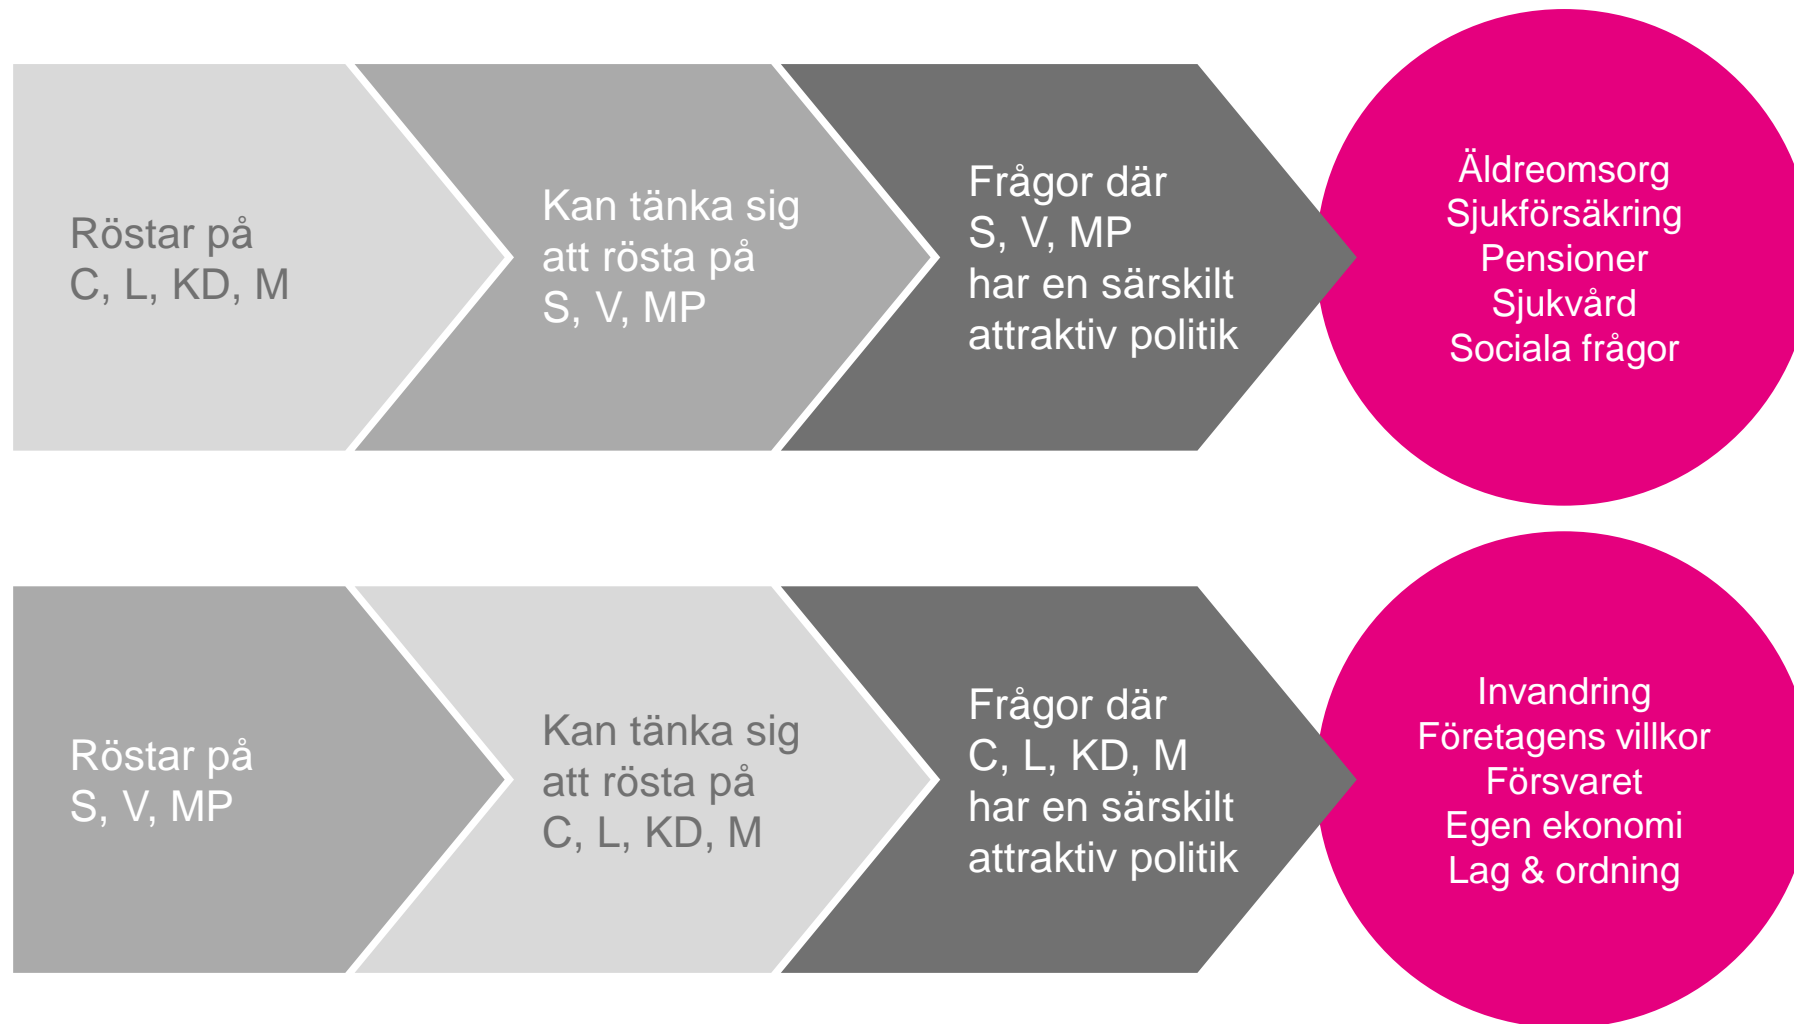 Röstar på
C, L, KD, M
Kan tänka sig
att rösta på
S, V, MP
Frågor där
S, V, MP
har en särskilt
attraktiv politik
Äldreomsorg
Sjukförsäkring
Pensioner
Sjukvård
Sociala frågor
Röstar på
S, V, MP
Kan tänka sig
att rösta på
C, L, KD, M
Frågor där
C, L, KD, M
har en särskilt
attraktiv politik
Invandring
Företagens villkor
Försvaret
Egen ekonomi
Lag & ordning